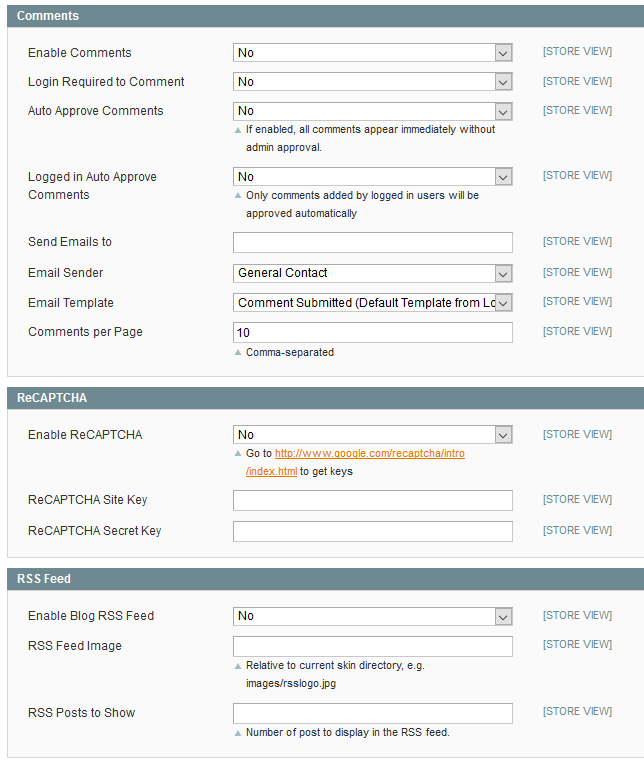 Comments
Enable Comments No [STORE VIEW]
Login Required to Comment No [STORE VIEW]
Auto Approve Comments No [STORE VIEW]
If enabled, all comments appear immediately without
admin approval.
Logged in Auto Approve No [STORE VIEW]
Comments
Only comments added by logged in users will be
approved automatically
Send Emails to [STORE VIEW]
Email Sender General Contact [STORE VIEW]
Email Template Comment Submitted (Default Template from Lo [STORE VIEW]
Comments per Page 10 [STORE VIEW]
Comma-separated
ReCAPTCHA
Enable ReCAPTCHA No [STORE VIEW]
Go to http://www.google.com/recaptcha/intro
/index.html to get keys
ReCAPTCHA Site Key [STORE VIEW]
ReCAPTCHA Secret Key [STORE VIEW]
RSS Feed
Enable Blog RSS Feed No [STORE VIEW]
RSS Feed Image [STORE VIEW]
Relative to current skin directory, e.g.
images/rsslogo.jpg
RSS Posts to Show [STORE VIEW]
Number of post to display in the RSS feed.